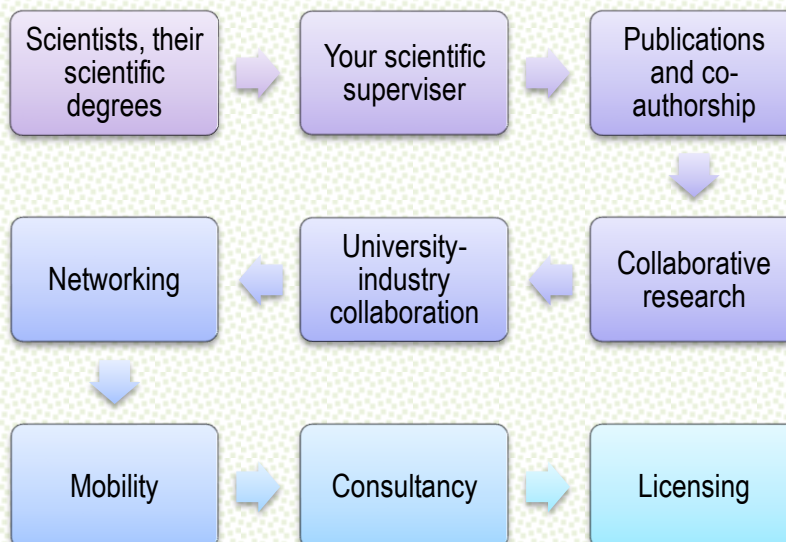 Scientists, their
scientific
degrees
Your scientific
superviser
Publications
and co-
authorship
Collaborative
research
University-
industry
collaboration
Networking
Mobility
Consultancy
Licensing